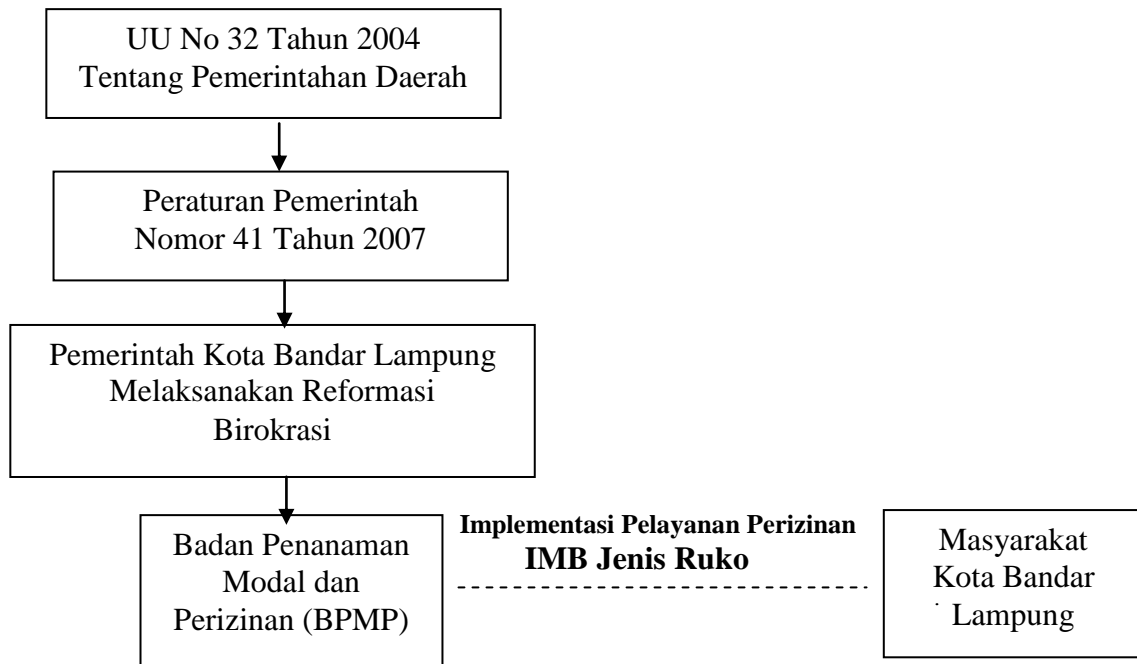 UU No 32 Tahun 2004
Tentang Pemerintahan Daerah
Peraturan Pemerintah
Nomor 41 Tahun 2007
Pemerintah Kota Bandar Lampung
Melaksanakan Reformasi
Birokrasi
Badan Penanaman
Modal dan
Perizinan (BPMP)
Implementasi Pelayanan Perizinan
IMB Jenis Ruko
Masyarakat
Kota Bandar
Lampung